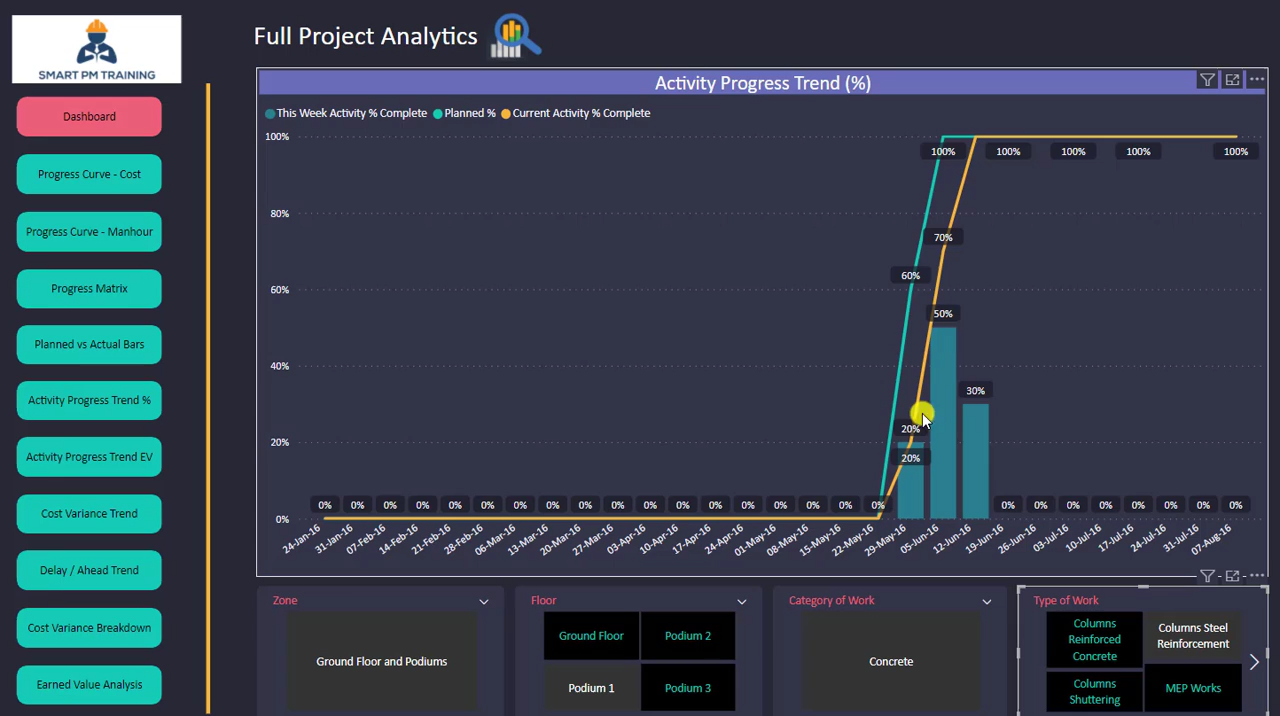 SMART PM TRAINING
Full Project Analytics
Dashboard
Progress Curve - Cost
Progress Curve - Manhour
Progress Matrix
Planned vs Actual Bars
Activity Progress Trend %
Activity Progress Trend EV
Cost Variance Trend
Delay / Ahead Trend
Cost Variance Breakdown
Earned Value Analysis
Activity Progress Trend (%)
This Week Activity % Complete Planned % Current Activity % Complete
100%
80%
60%
40%
20%
0%
100% 100% 100% 100% 100%
70%
60%
50%
30%
20%
20%
0% 0% 0% 0% 0% 0% 0% 0% 0% 0% 0% 0% 0% 0% 0% 0% 0% 0% 0% 0% 0% 0% 0% 0% 0% 0%
24-Jan-16 31-Jan-16 07-Feb-16 14-Feb-16 21-Feb-16 28-Feb-16 06-Mar-16 13-Mar-16 20-Mar-16 27-Mar-16 03-Apr-16 10-Apr-16 17-Apr-16 24-Apr-16 01-May-16 08-May-16 15-May-16 22-May-16 29-May-16 05-Jun-16 12-Jun-16 19-Jun-16 26-Jun-16 03-Jul-16 10-Jul-16 17-Jul-16 24-Jul-16 31-Jul-16 07-Aug-16
Zone
Ground Floor and Podiums
Floor
Ground Floor
Podium 2
Podium 1
Podium 3
Category of Work
Concrete
Type of Work
Columns
Reinforced
Concrete
Columns Steel
Reinforcement
Columns
Shuttering
MEP Works